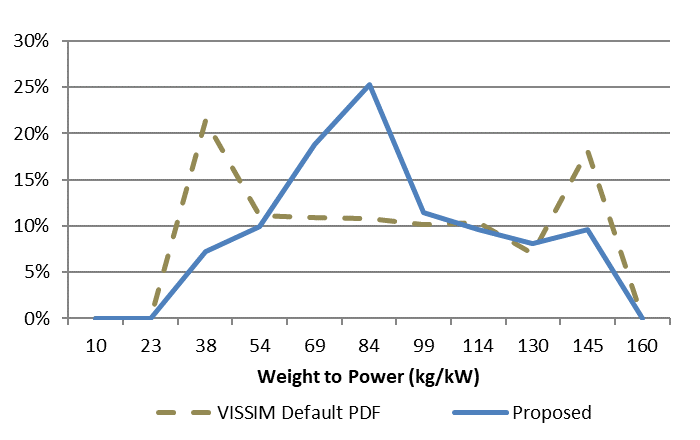 30%
25%
20%
15%
10%
5%
0%
10 23 38 54 69 84 99 114 130 145 160
Weight to Power (kg/kW)
VISSIM Default PDF Proposed